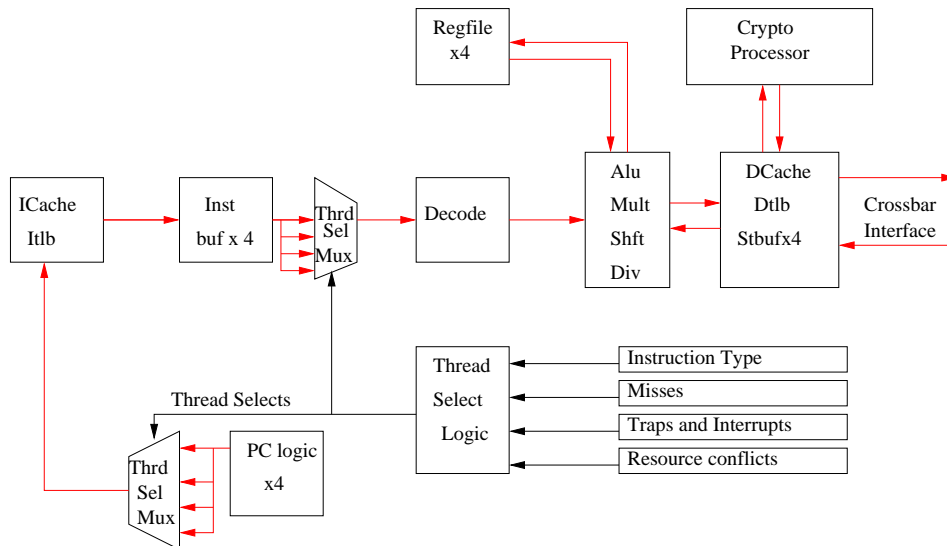 Regfile
x4
Crypto
Processor
ICache
Itlb
Inst
buf x 4
Thrd
Sel
Mux
Decode
Alu
Mult
Shft
Div
DCache
Dtlb
Stbufx4
Crossbar
Interface
Thread
Select
Logic
Instruction Type
Misses
Traps and Interrupts
Resource conflicts
Thread Selects
Thrd
Sel
Mux
PC logic
x4